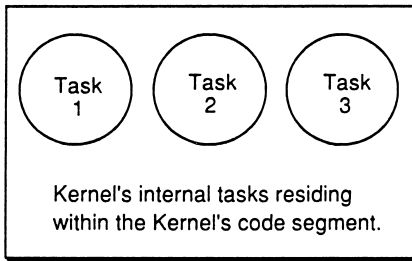 Task
1
Task
2
Task
3
Kernel's internal tasks residing
within the Kernel's code segment.